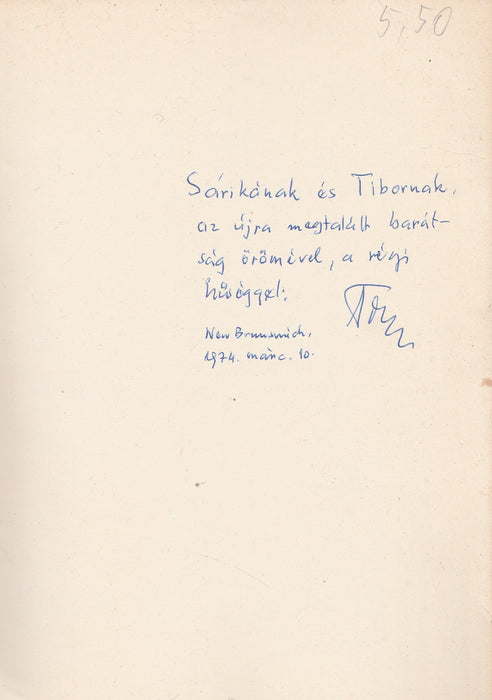 5,50
Sárikának és Tibornak,
az újra megtalált barát-
ság örömével, a régi
hűséggel:
New Brunswick,
1974. márc. 10.